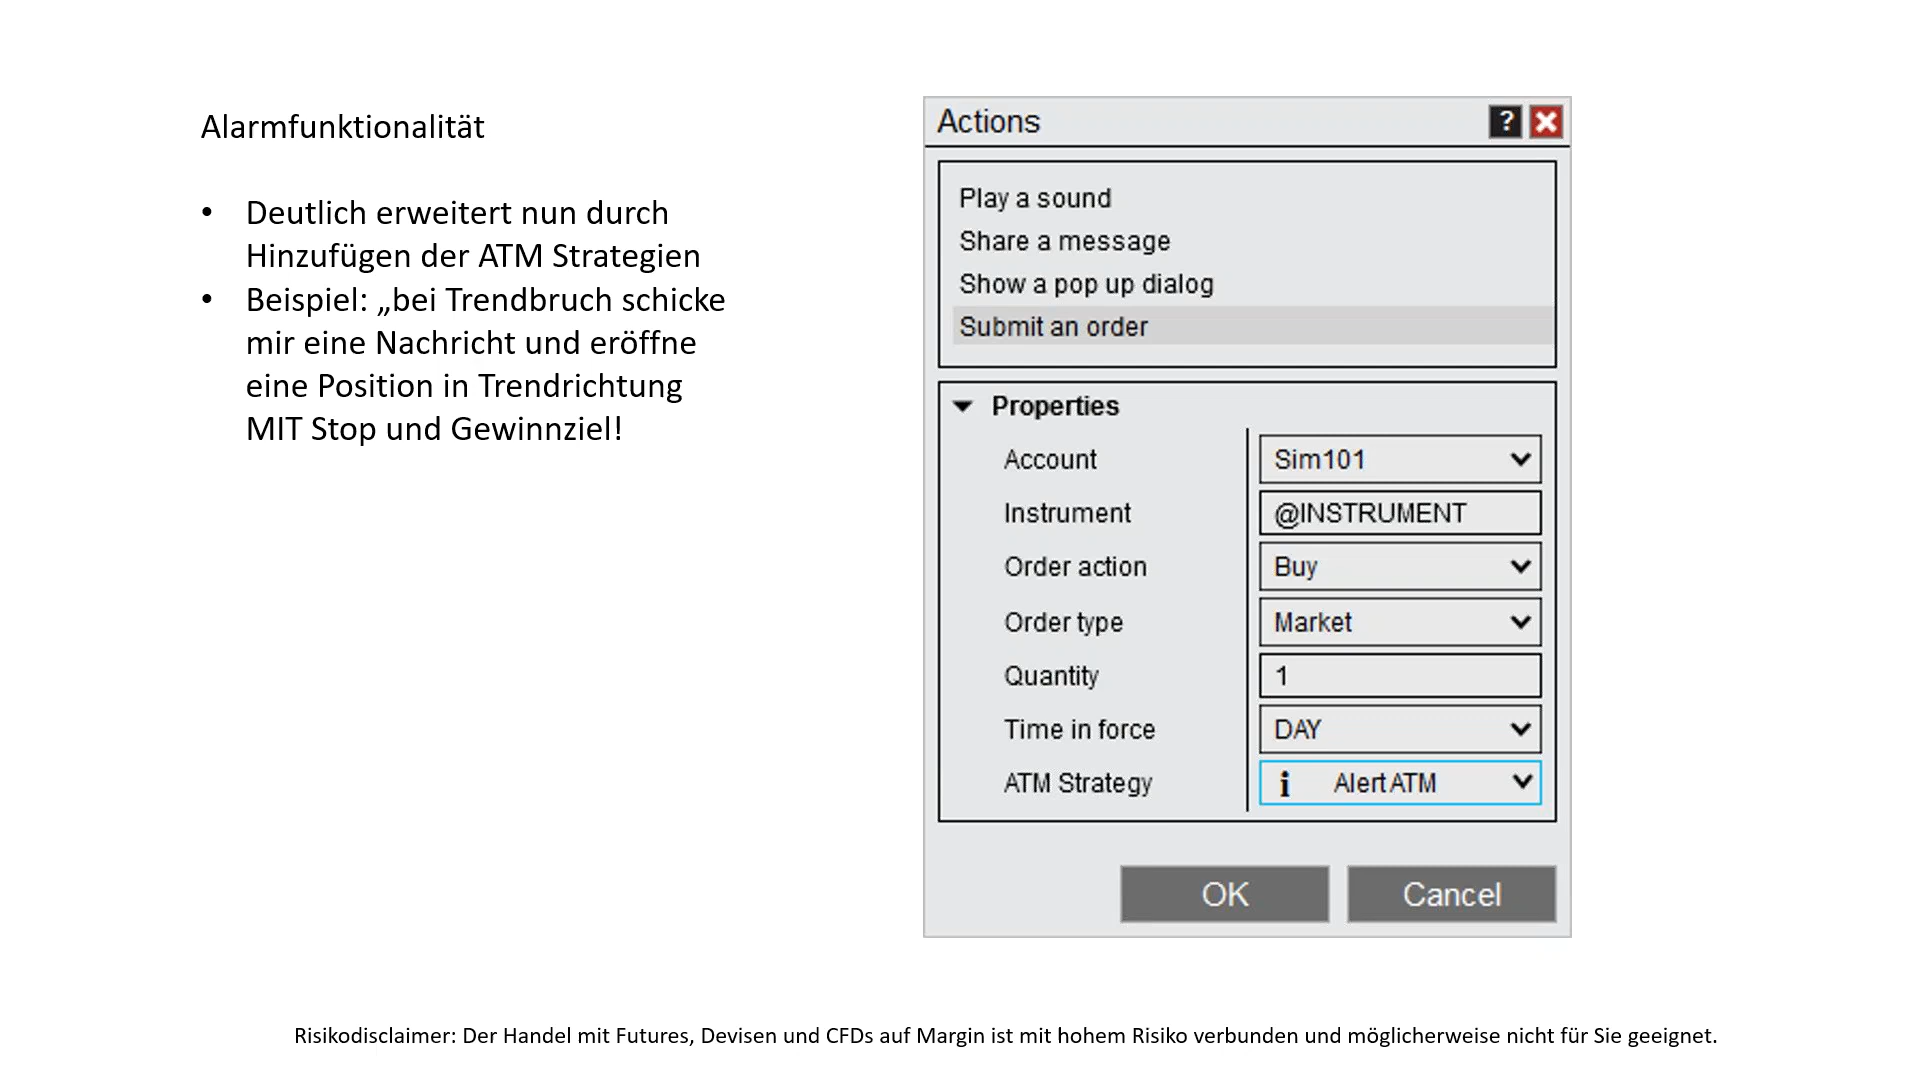 Alarmfunktionalität
• Deutlich erweitert nun durch
Hinzufügen der ATM Strategien
• Beispiel: „bei Trendbruch schicke
mir eine Nachricht und eröffne
eine Position in Trendrichtung
MIT Stop und Gewinnziel!
Actions ?
Play a sound
Share a message
Show a pop up dialog
Submit an order
Properties
Account Sim101
Instrument @INSTRUMENT
Order action Buy
Order type Market
Quantity 1
Time in force DAY
ATM Strategy i AlertATM
OK Cancel
Risikodisclaimer: Der Handel mit Futures, Devisen und CFDs auf Margin ist mit hohem Risiko verbunden und möglicherweise nicht für Sie geeignet.